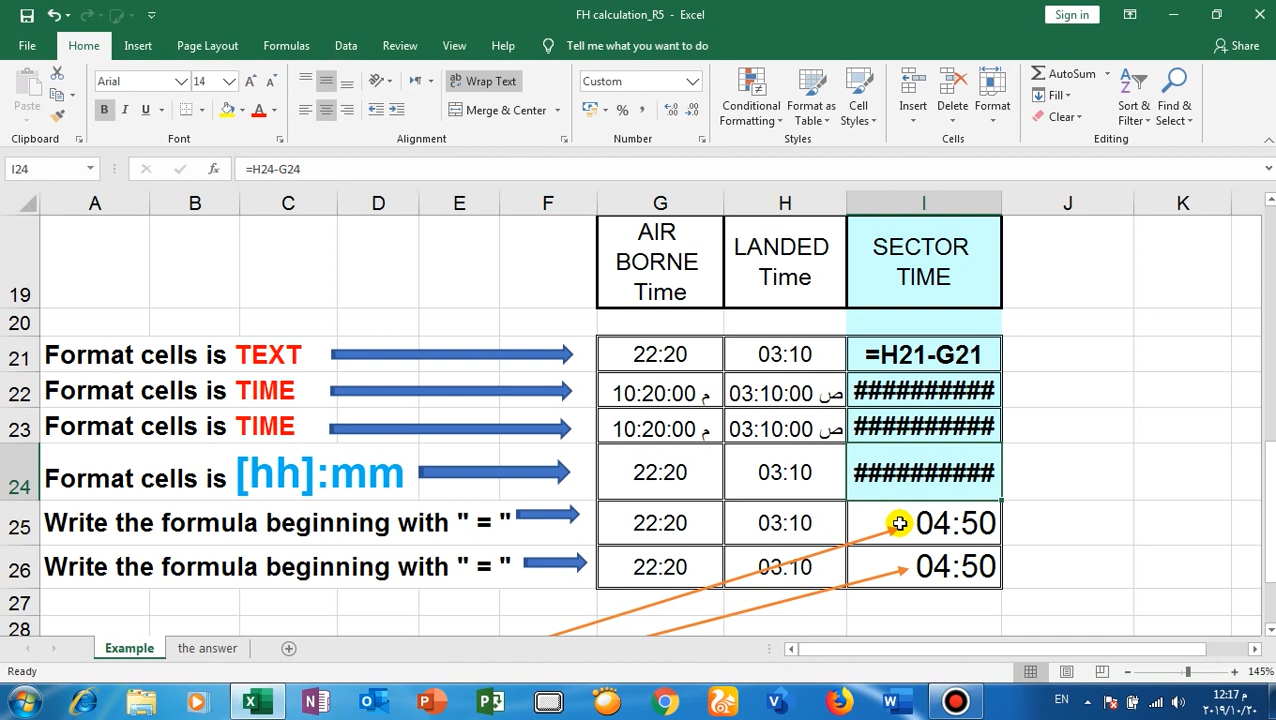 FH calculation_R5 - Excel
Sign in
File Home Insert Page Layout Formulas Data Review View Help Tell me what you want to do Share
Paste
Arial 14
B I U
Wrap Text
Merge & Center
Custom
%
Conditional Formatting
Format as Table
Cell Styles
Insert Delete Format
AutoSum
Fill
Clear
Sort & Filter
Find & Select
Clipboard Font Alignment Number Styles Cells Editing
I24 fx =H24-G24
A B C D E F G H I J K
19 AIR BORNE Time LANDED Time SECTOR TIME
20
21 Format cells is TEXT 22:20 03:10 =H21-G21
22 Format cells is TIME 10:20:00 م 03:10:00 ص ##########
23 Format cells is TIME 10:20:00 م 03:10:00 ص ##########
24 Format cells is [hh]:mm 22:20 03:10 ##########
25 Write the formula beginning with " = " 22:20 03:10 04:50
26 Write the formula beginning with " = " 22:20 03:10 04:50
27
28
Example the answer
Ready 145%
EN 12:17 م
٢٠١٩/١٠/٢٠